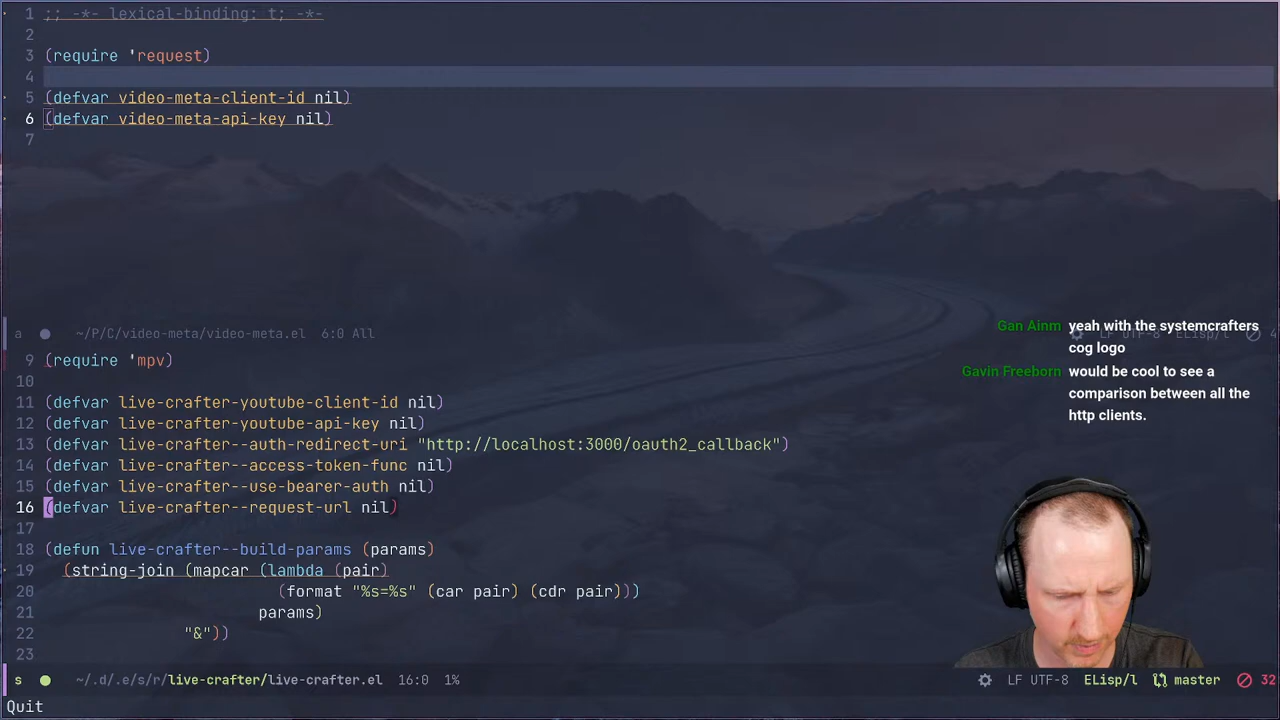 1 ;; -*- lexical-binding: t; -*-
2
3 (require 'request)
4
5 (defvar video-meta-client-id nil)
6 (defvar video-meta-api-key nil)
7
a ~/P/C/video-meta/video-meta.el 6:0 All
9 (require 'mpv)
10
11 (defvar live-crafter-youtube-client-id nil)
12 (defvar live-crafter-youtube-api-key nil)
13 (defvar live-crafter--auth-redirect-uri "http://localhost:3000/oauth2_callback")
14 (defvar live-crafter--access-token-func nil)
15 (defvar live-crafter--use-bearer-auth nil)
16 (defvar live-crafter--request-url nil)
17
18 (defun live-crafter--build-params (params)
19 (string-join (mapcar (lambda (pair)
20 (format "%s=%s" (car pair) (cdr pair)))
21 params)
22 "&"))
23
Gan Ainm yeah with the systemcrafters
cog logo
Gavin Freeborn would be cool to see a
comparison between all the
http clients.
s ~/.d/.e/s/r/live-crafter/live-crafter.el 16:0 1% LF UTF-8 ELisp/l master 32
Quit